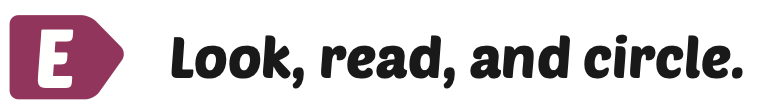 E Look, read, and circle.